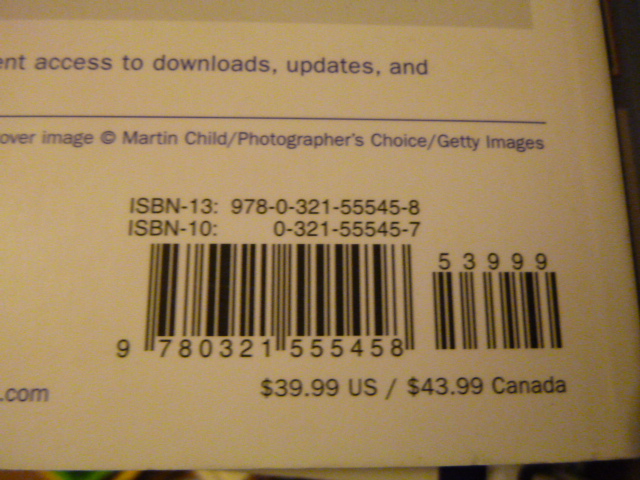 ent access to downloads, updates, and
over image © Martin Child/Photographer's Choice/Getty Images
ISBN-13: 978-0-321-55545-8
ISBN-10: 0-321-55545-7
53999
9 780321 555458
.com
$39.99 US / $43.99 Canada